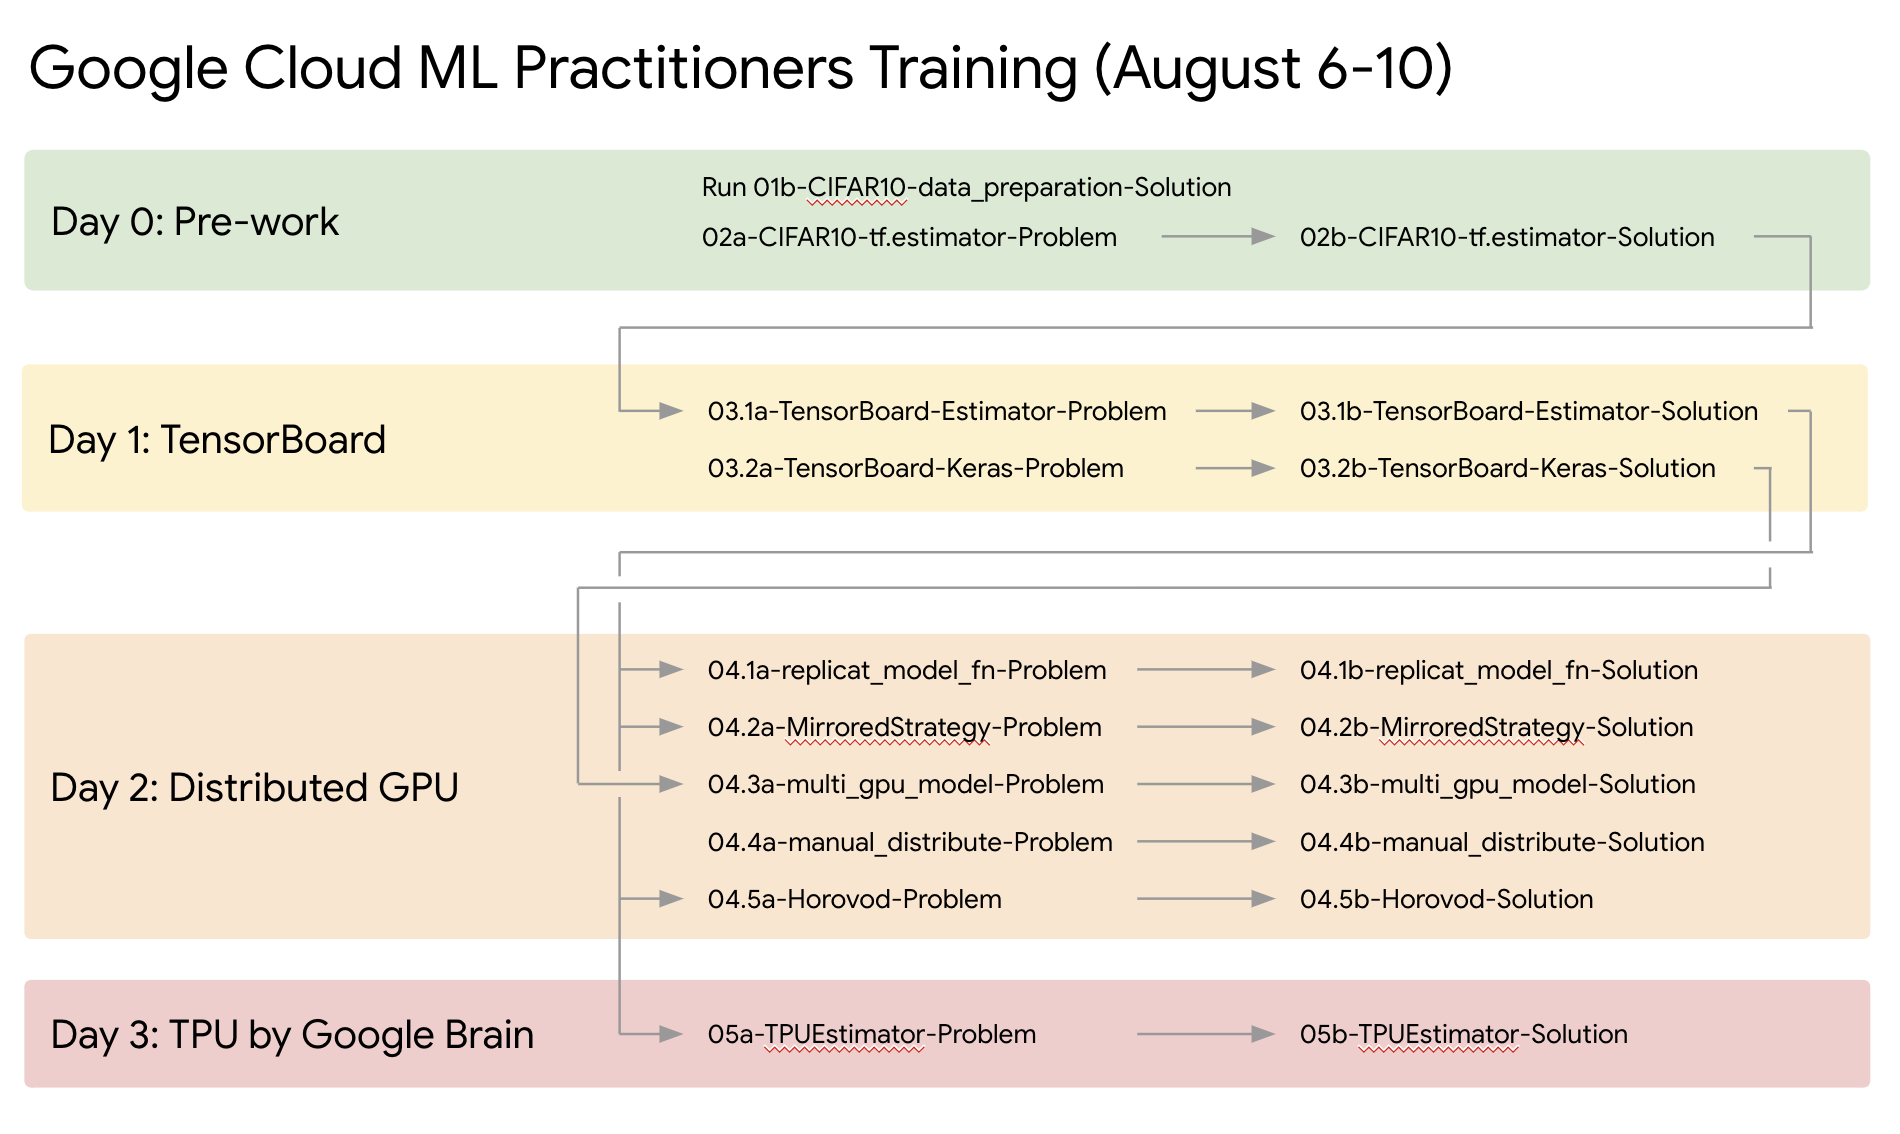 Google Cloud ML Practitioners Training (August 6-10)
Day 0: Pre-work
Run 01b-CIFAR10-data_preparation-Solution
02a-CIFAR10-tf.estimator-Problem
02b-CIFAR10-tf.estimator-Solution
Day 1: TensorBoard
03.1a-TensorBoard-Estimator-Problem
03.1b-TensorBoard-Estimator-Solution
03.2a-TensorBoard-Keras-Problem
03.2b-TensorBoard-Keras-Solution
Day 2: Distributed GPU
04.1a-replicat_model_fn-Problem
04.1b-replicat_model_fn-Solution
04.2a-MirroredStrategy-Problem
04.2b-MirroredStrategy-Solution
04.3a-multi_gpu_model-Problem
04.3b-multi_gpu_model-Solution
04.4a-manual_distribute-Problem
04.4b-manual_distribute-Solution
04.5a-Horovod-Problem
04.5b-Horovod-Solution
Day 3: TPU by Google Brain
05a-TPUEstimator-Problem
05b-TPUEstimator-Solution